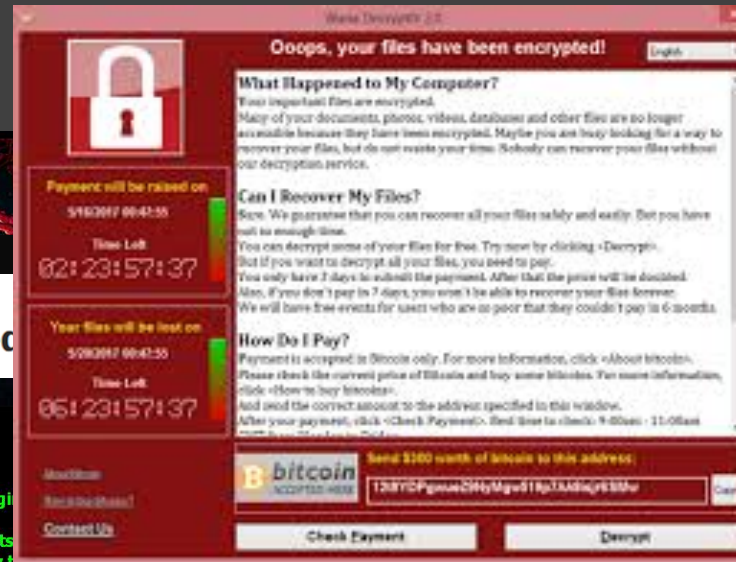 Wana Decrypt0r 2.0
Ooops, your files have been encrypted!
English
What Happened to My Computer?
Your important files are encrypted.
Many of your documents, photos, videos, databases and other files are no longer
accessible because they have been encrypted. Maybe you are busy looking for a way to
recover your files, but do not waste your time. Nobody can recover your files without
our decryption service.
Can I Recover My Files?
Sure. We guarantee that you can recover all your files safely and easily. But you have
not so enough time.
You can decrypt some of your files for free. Try now by clicking <Decrypt>.
But if you want to decrypt all your files, you need to pay.
You only have 3 days to submit the payment. After that the price will be doubled.
Also, if you don't pay in 7 days, you won't be able to recover your files forever.
We will have free events for users who are so poor that they couldn't pay in 6 months.
How Do I Pay?
Payment is accepted in Bitcoin only. For more information, click <About bitcoin>.
Please check the current price of Bitcoin and buy some bitcoins. For more information,
click <How to buy bitcoins>.
And send the correct amount to the address specified in this window.
After your payment, click <Check Payment>. Best time to check: 9:00am - 11:00am
Payment will be raised on
5/16/2017 00:47:55
Time Left
02:23:57:37
Your files will be lost on
5/20/2017 00:47:55
Time Left
06:23:57:37
Contact Us
bitcoin
ACCEPTED HERE
Send $300 worth of bitcoin to this address:
Copy
Check Payment
Decrypt